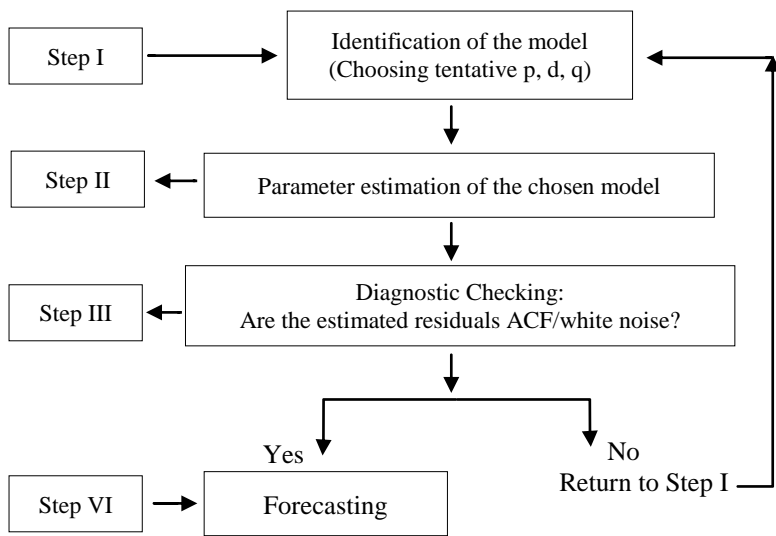 Step I
Identification of the model
(Choosing tentative p, d, q)
Step II
Parameter estimation of the chosen model
Step III
Diagnostic Checking:
Are the estimated residuals ACF/white noise?
Yes
No
Return to Step I
Step VI
Forecasting